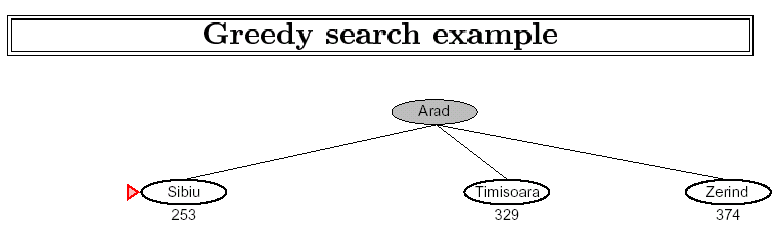 Greedy search example
Arad
Sibiu Timisoara Zerind
253 329 374